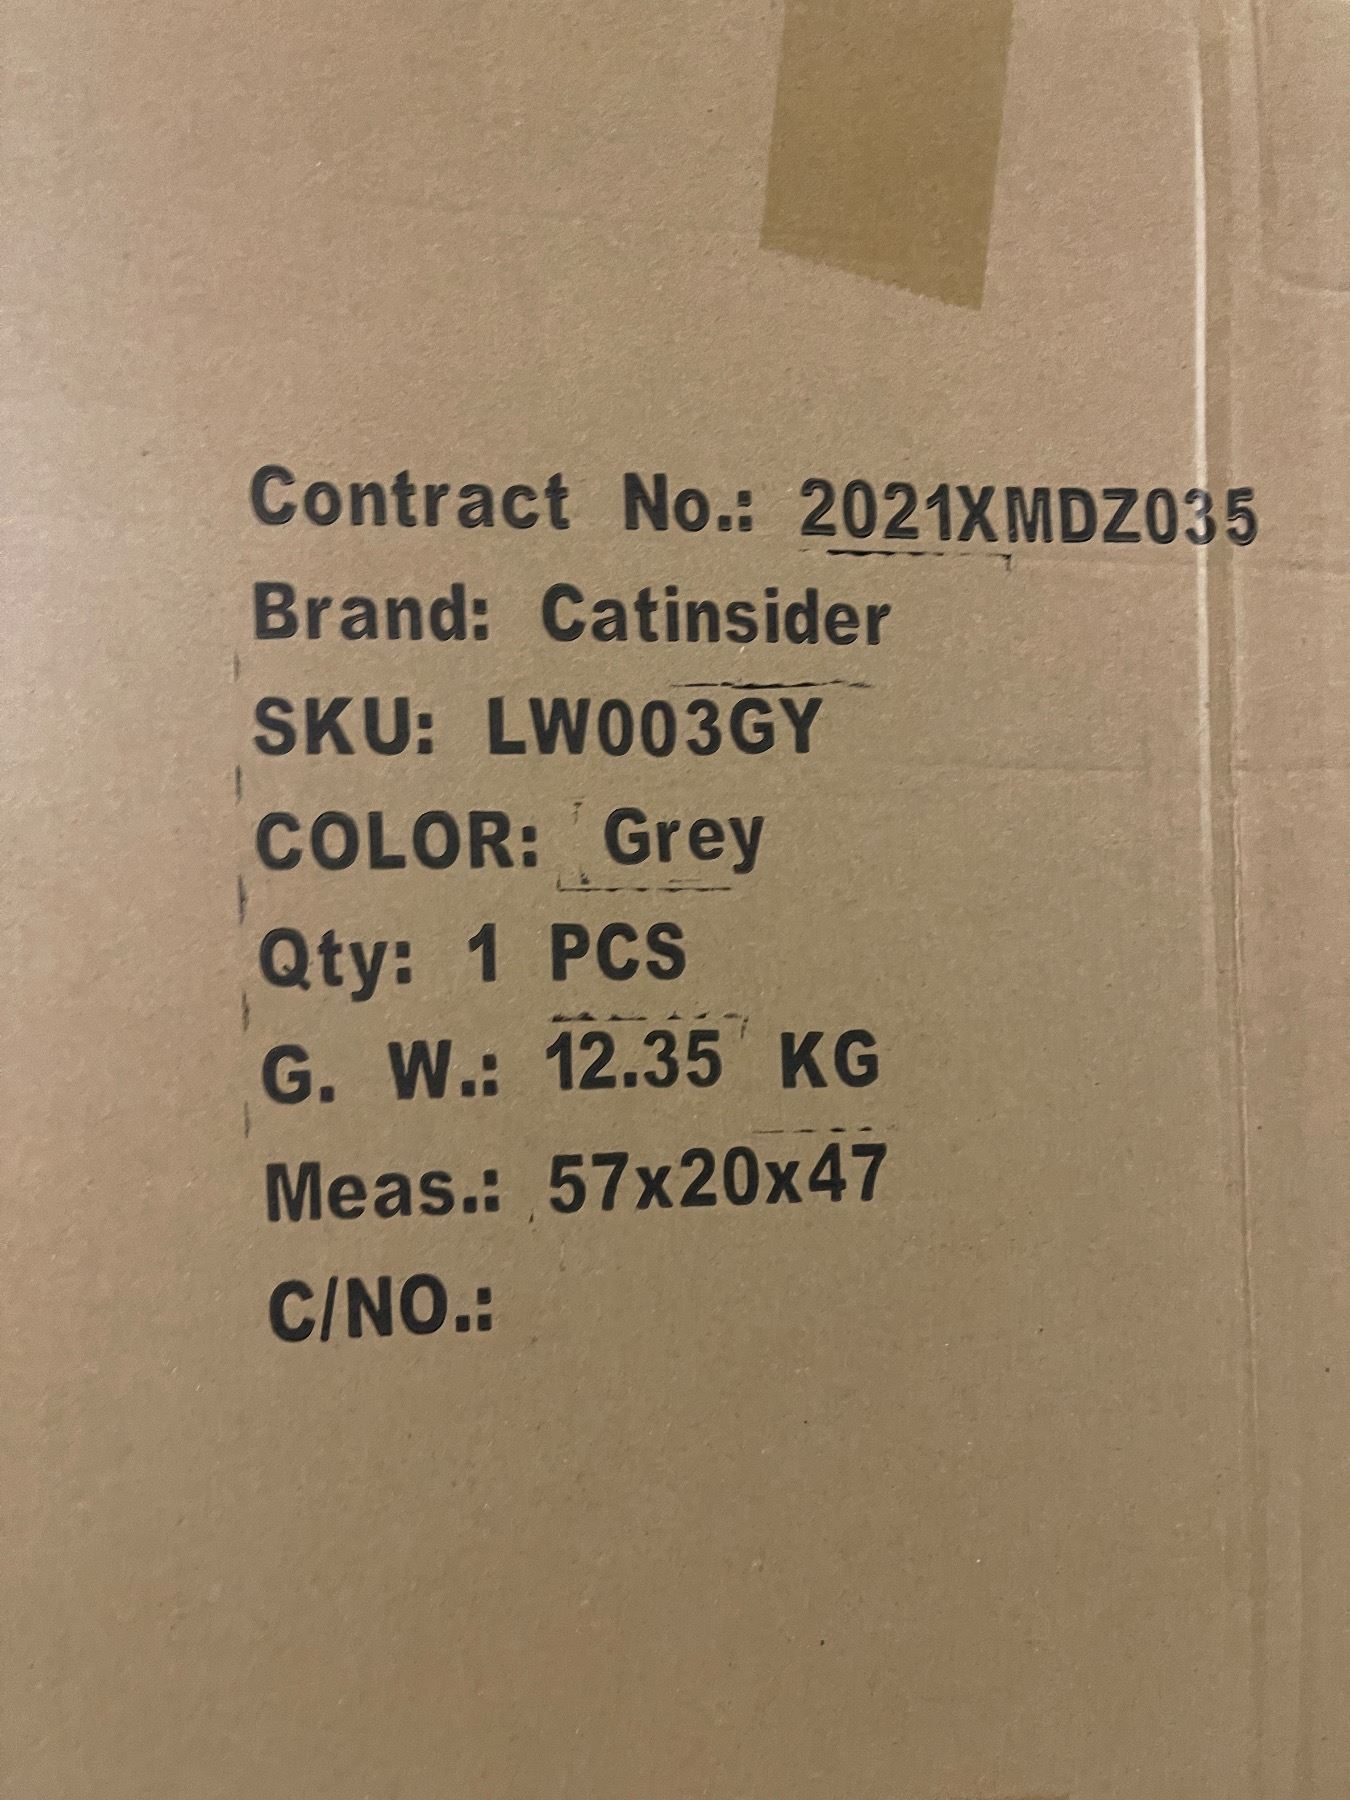 Contract No.: 2021XMDZ035
Brand: Catinsider
SKU: LW003GY
COLOR: Grey
Qty: 1 PCS
G. W.: 12.35 KG
Meas.: 57x20x47
C/NO.: